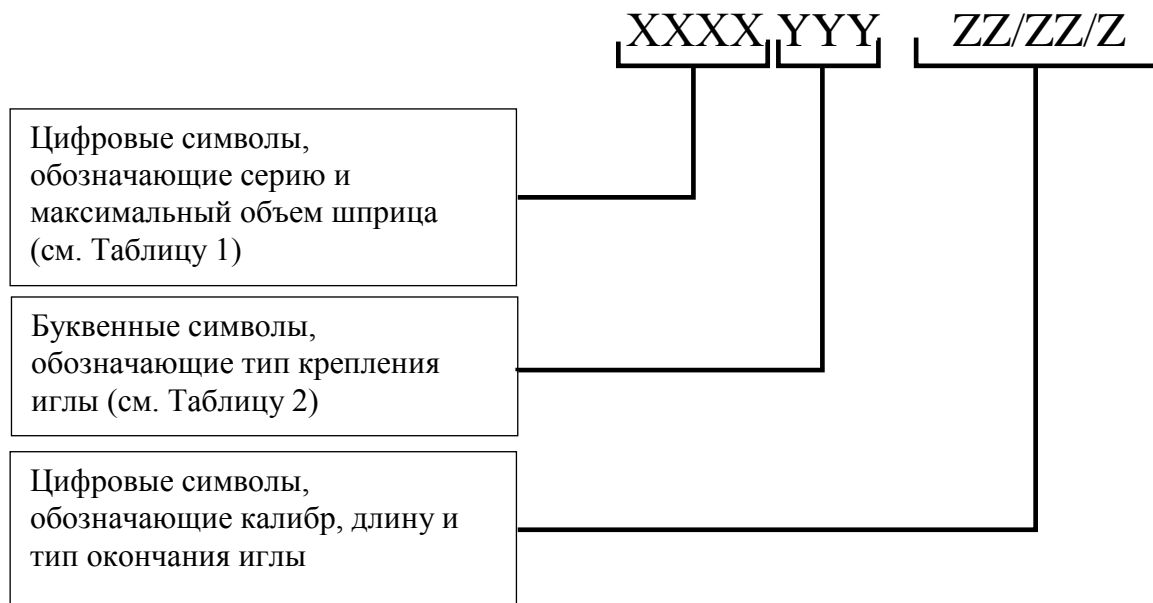 XXXX YYY ZZ/ZZ/Z
Цифровые символы,
обозначающие серию и
максимальный объем шприца
(см. Таблицу 1)
Буквенные символы,
обозначающие тип крепления
иглы (см. Таблицу 2)
Цифровые символы,
обозначающие калибр, длину и
тип окончания иглы